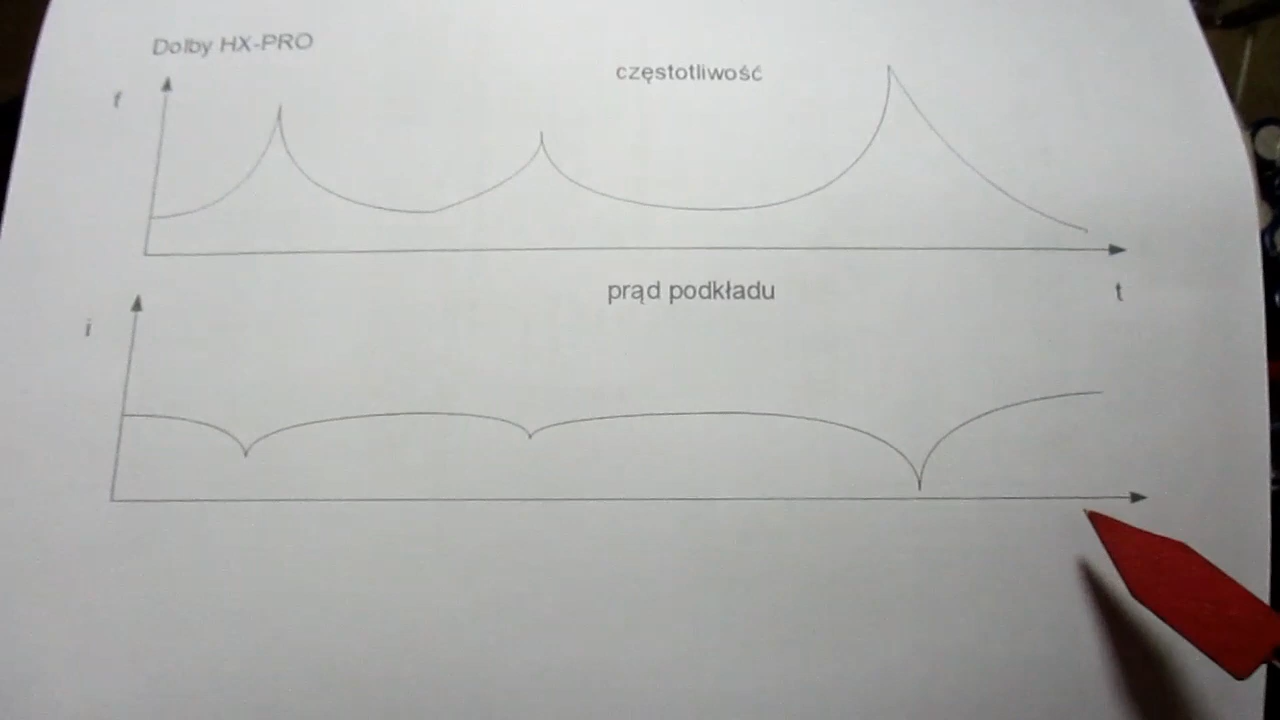 Dolby HX-PRO
częstotliwość
f
prąd podkładu
t
i